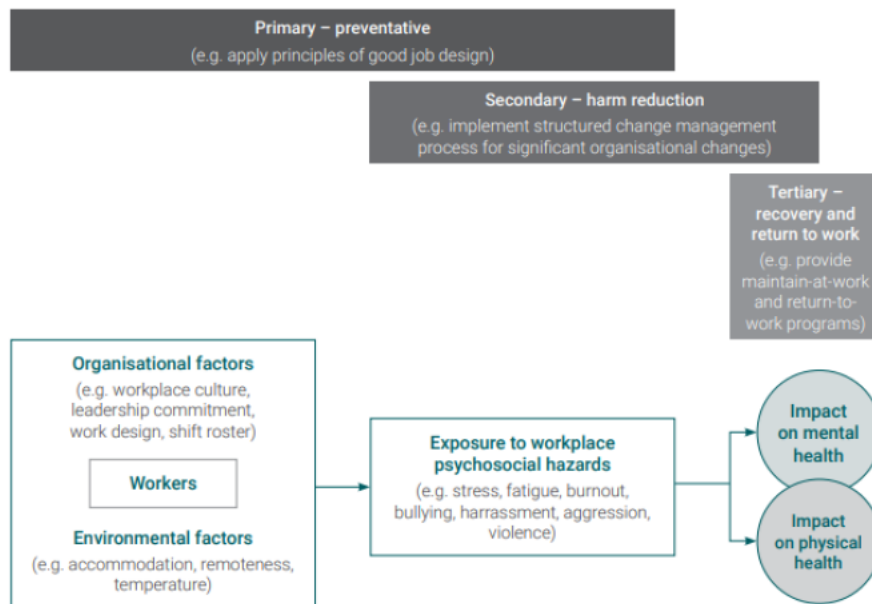 Primary – preventative
(e.g. apply principles of good job design)
Secondary – harm reduction
(e.g. implement structured change management
process for significant organisational changes)
Tertiary –
recovery and
return to work
(e.g. provide
maintain-at-work
and return-to-
work programs)
Organisational factors
(e.g. workplace culture,
leadership commitment,
work design, shift roster)
Workers
Environmental factors
(e.g. accommodation, remoteness,
temperature)
Exposure to workplace
psychosocial hazards
(e.g. stress, fatigue, burnout,
bullying, harrassment, aggression,
violence)
Impact
on mental
health
Impact
on physical
health